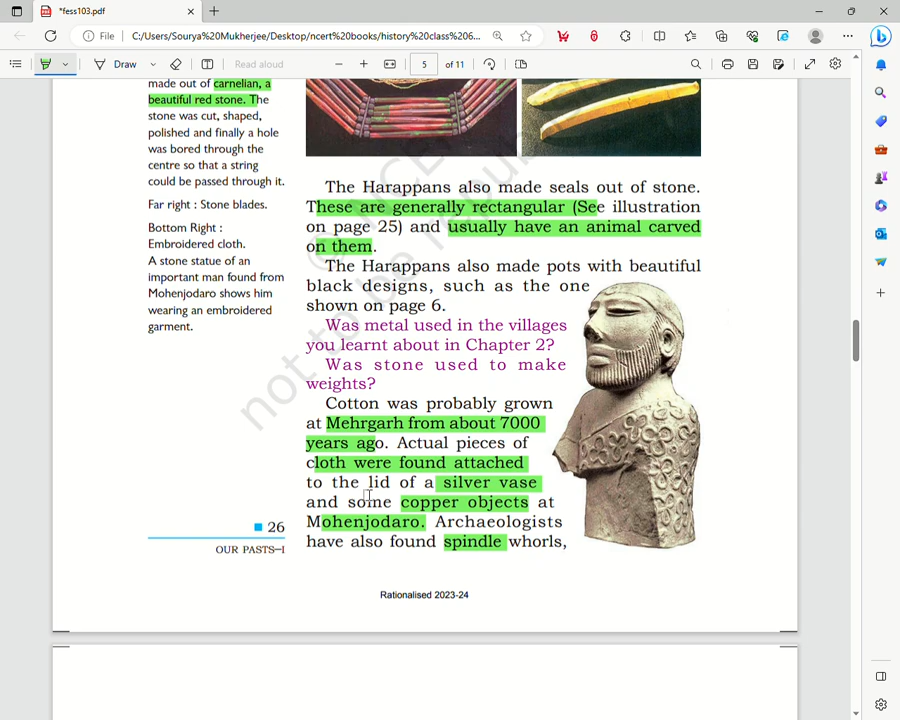 *fess103.pdf
File
C:/Users/Sourya%20Mukherjee/Desktop/ncert%20books/history%20class%206...
Draw
Read aloud
5 of 11
made out of carnelian, a
beautiful red stone. The
stone was cut, shaped,
polished and finally a hole
was bored through the
centre so that a string
could be passed through it.
Far right : Stone blades.
Bottom Right :
Embroidered cloth.
A stone statue of an
important man found from
Mohenjodaro shows him
wearing an embroidered
garment.
26
OUR PASTS–I
The Harappans also made seals out of stone.
These are generally rectangular (See illustration
on page 25) and usually have an animal carved
on them.
The Harappans also made pots with beautiful
black designs, such as the one
shown on page 6.
Was metal used in the villages
you learnt about in Chapter 2?
Was stone used to make
weights?
Cotton was probably grown
at Mehrgarh from about 7000
years ago. Actual pieces of
cloth were found attached
to the lid of a silver vase
and some copper objects at
Mohenjodaro. Archaeologists
have also found spindle whorls,
Rationalised 2023-24
not to be repub